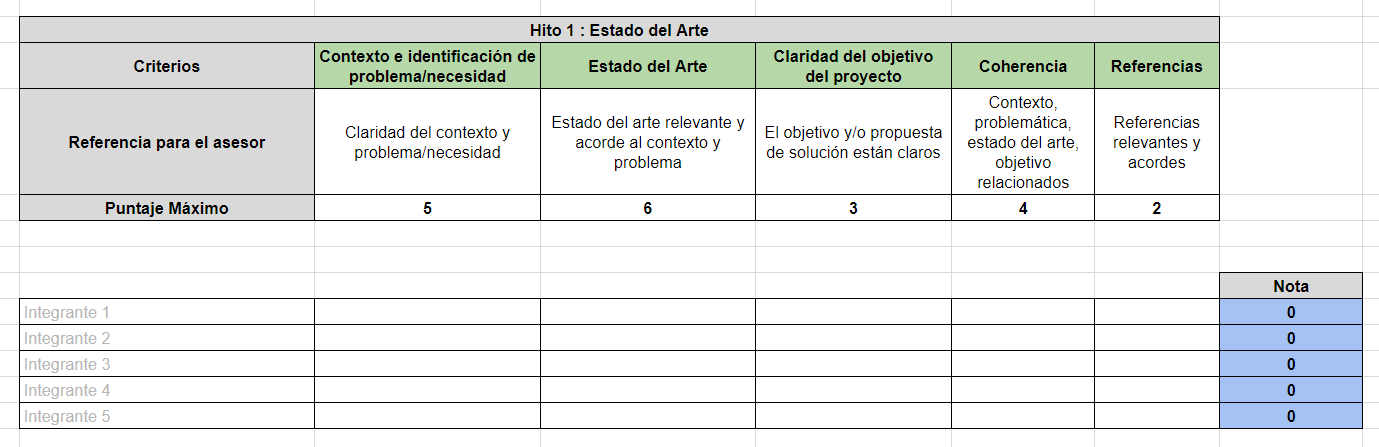 Hito 1 : Estado del Arte
Criterios
Contexto e identificación de
problema/necesidad
Estado del Arte
Claridad del objetivo
del proyecto
Coherencia
Referencias
Referencia para el asesor
Claridad del contexto y
problema/necesidad
Estado del arte relevante y
acorde al contexto y
problema
El objetivo y/o propuesta
de solución están claros
Contexto,
problemática,
estado del arte,
objetivo
relacionados
Referencias
relevantes y
acordes
Puntaje Máximo
5
6
3
4
2
Nota
Integrante 1
0
Integrante 2
0
Integrante 3
0
Integrante 4
0
Integrante 5
0